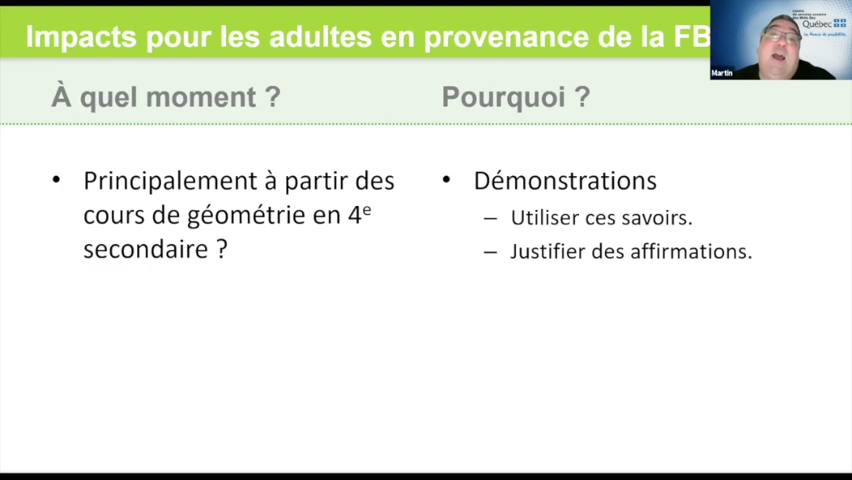 Impacts pour les adultes en provenance de la FB
À quel moment ?
Pourquoi ?
• Principalement à partir des
cours de géométrie en 4e
secondaire ?
• Démonstrations
– Utiliser ces savoirs.
– Justifier des affirmations.
Québec
Martin